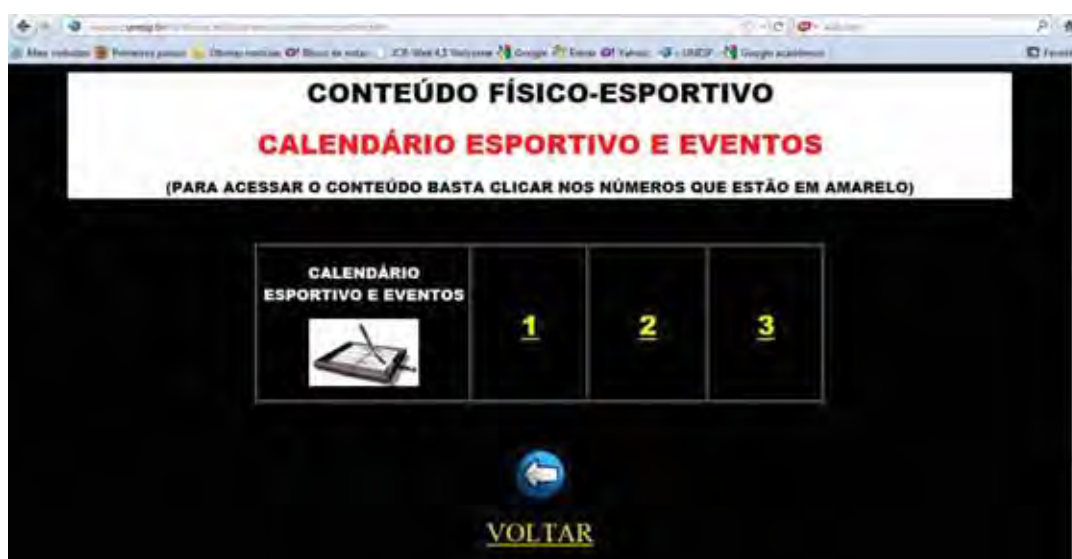 CONTEÚDO FÍSICO-ESPORTIVO
CALENDÁRIO ESPORTIVO E EVENTOS
(PARA ACESSAR O CONTEÚDO BASTA CLICAR NOS NÚMEROS QUE ESTÃO EM AMARELO)
CALENDÁRIO
ESPORTIVO E EVENTOS
1 2 3
VOLTAR